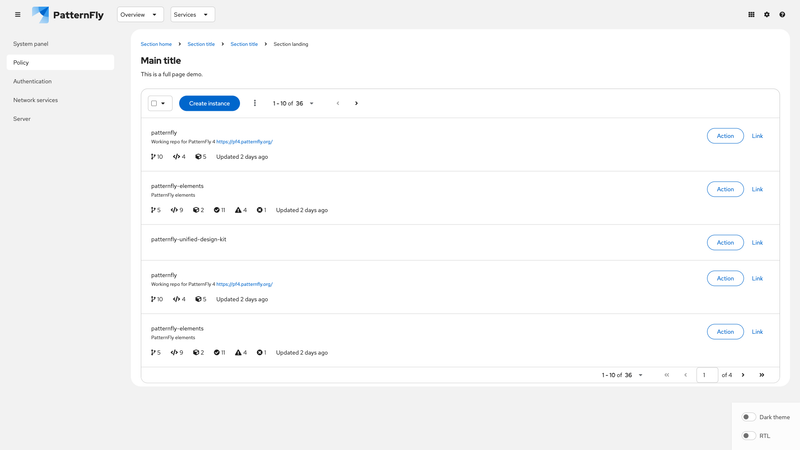 PatternFly
Overview
Services
System panel
Policy
Authentication
Network services
Server
Section home
Section title
Section title
Section landing
Main title
This is a full page demo.
Create instance
1 - 10 of 36
patternfly
Working repo for PatternFly 4 https://pf4.patternfly.org/
10 4 5 Updated 2 days ago
Action Link
patternfly-elements
PatternFly elements
5 9 2 11 4 1 Updated 2 days ago
Action Link
patternfly-unified-design-kit
Action Link
patternfly
Working repo for PatternFly 4 https://pf4.patternfly.org/
10 4 5 Updated 2 days ago
Action Link
patternfly-elements
PatternFly elements
5 9 2 11 4 1 Updated 2 days ago
Action Link
1 - 10 of 36
1 of 4
Dark theme
RTL